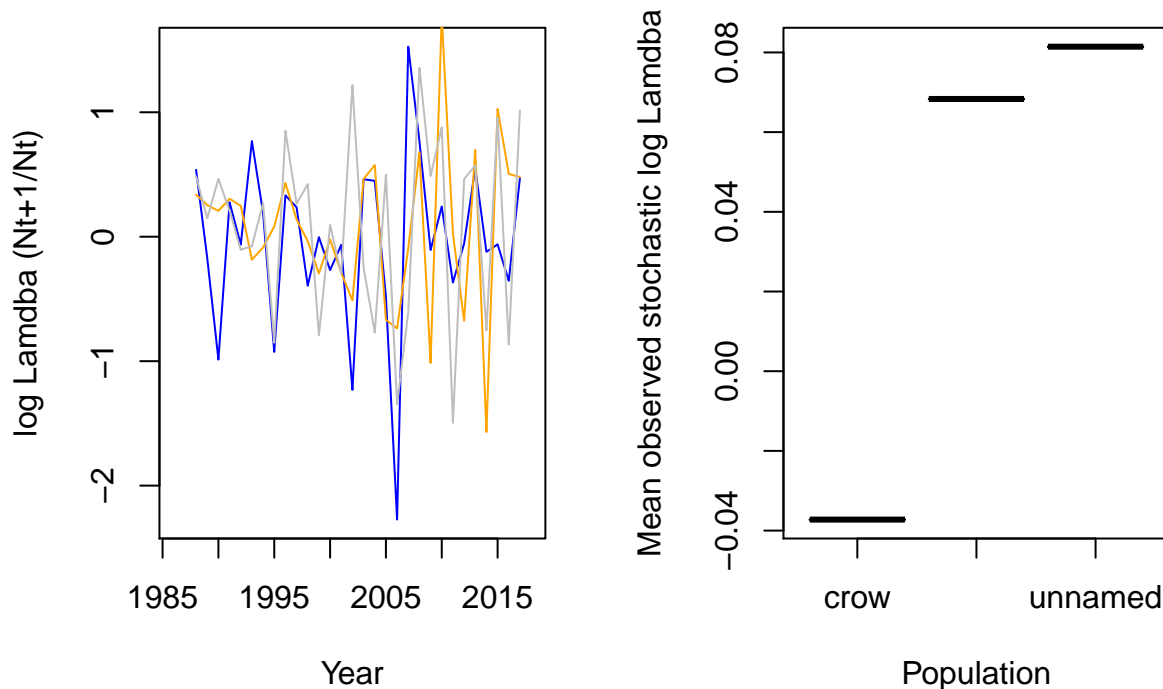 log Lamdba (Nt+1/Nt)
1
0
−1
−2
1985 1995 2005 2015
Year
Mean observed stochastic log Lamdba
0.08
0.04
0.00
−0.04
crow unnamed
Population